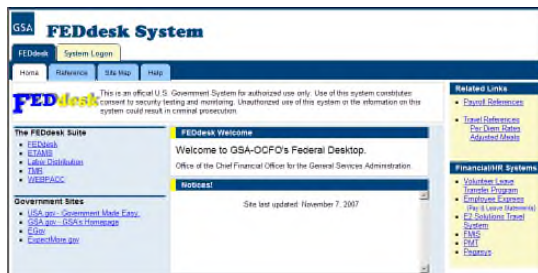 GSA FEDdesk System
FEDdesk System Logon
Home Reference Site Map Help
FEDdesk
This is an official U.S. Government System for authorized use only. Use of this system constitutes
consent to security testing and monitoring. Unauthorized use of this system or the information on this
system could result in criminal prosecution.
The FEDdesk Suite
FEDdesk
ETAMS
Labor Distribution
TMR
WEBPACC
Government Sites
USA.gov - Government Made Easy.
GSA.gov - GSA's Homepage
EGov
ExpectMore.gov
FEDdesk Welcome
Welcome to GSA-OCFO's Federal Desktop.
Office of the Chief Financial Officer for the General Services Administration.
Notices!
Site last updated: November 7, 2007
Related Links
Payroll References
Travel References
Per Diem Rates
Adjusted Meals
Financial/HR Systems
Volunteer Leave
Transfer Program
Employee Express
(Pay & Leave Statements)
E2 Solutions Travel
System
FMIS
PMT
Pegasys